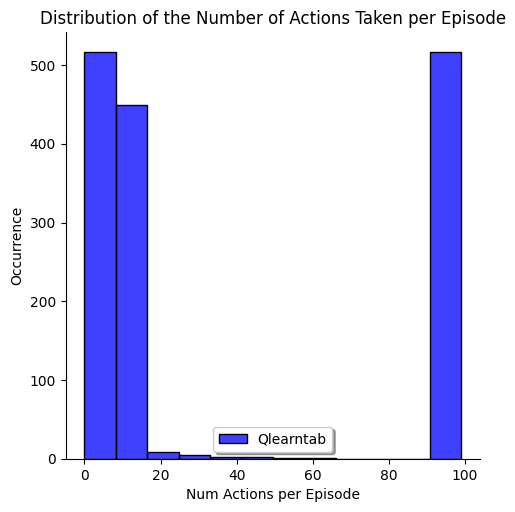 Distribution of the Number of Actions Taken per Episode
Occurrence
500
400
300
200
100
0
0 20 40 60 80 100
Qlearntab
Num Actions per Episode